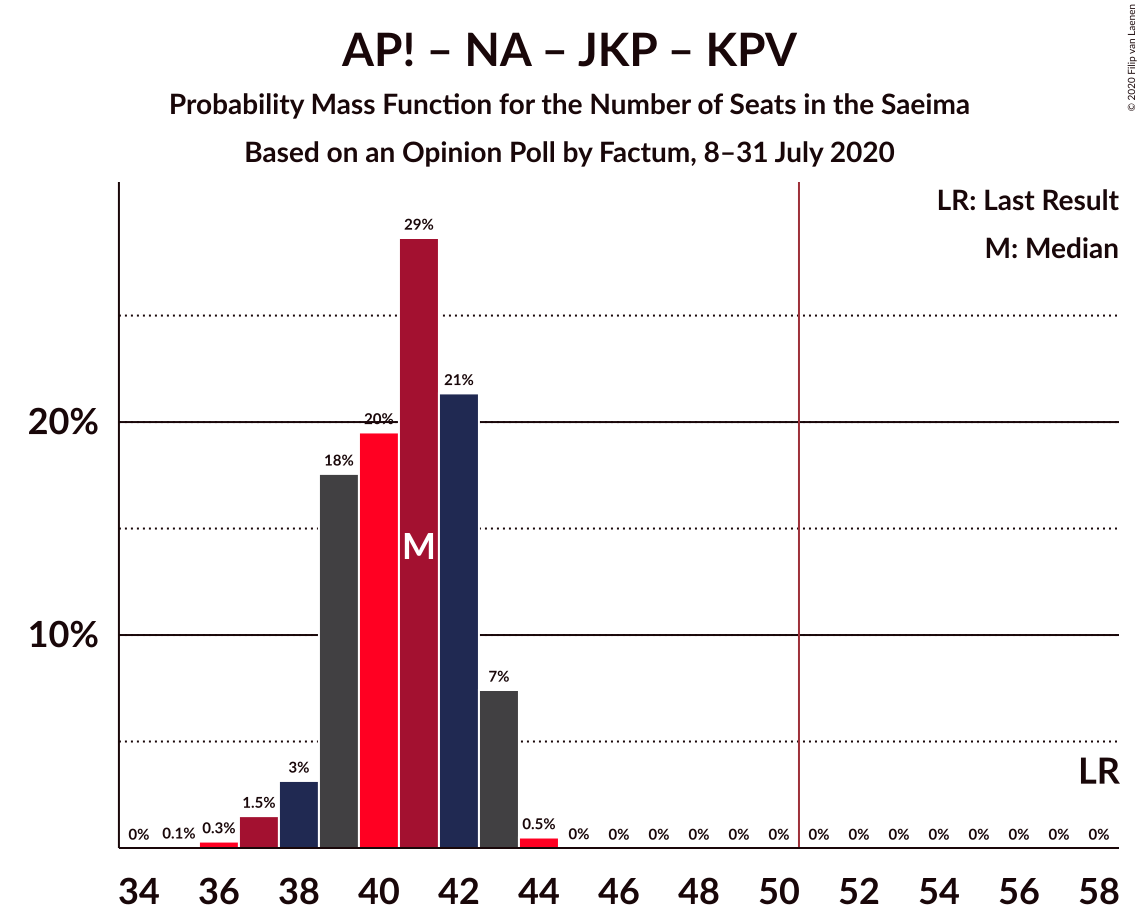 AP! – NA – JKP – KPV
Probability Mass Function for the Number of Seats in the Saeima
Based on an Opinion Poll by Factum, 8–31 July 2020
© 2020 Filip van Laenen
LR: Last Result
M: Median
20%
10%
0% 0.1% 0.3% 1.5% 3% 18% 20% 29% 21% 7% 0.5% 0% 0% 0% 0% 0% 0% 0% 0% 0% 0% 0% 0% 0% 0%
M
LR
34 36 38 40 42 44 46 48 50 52 54 56 58